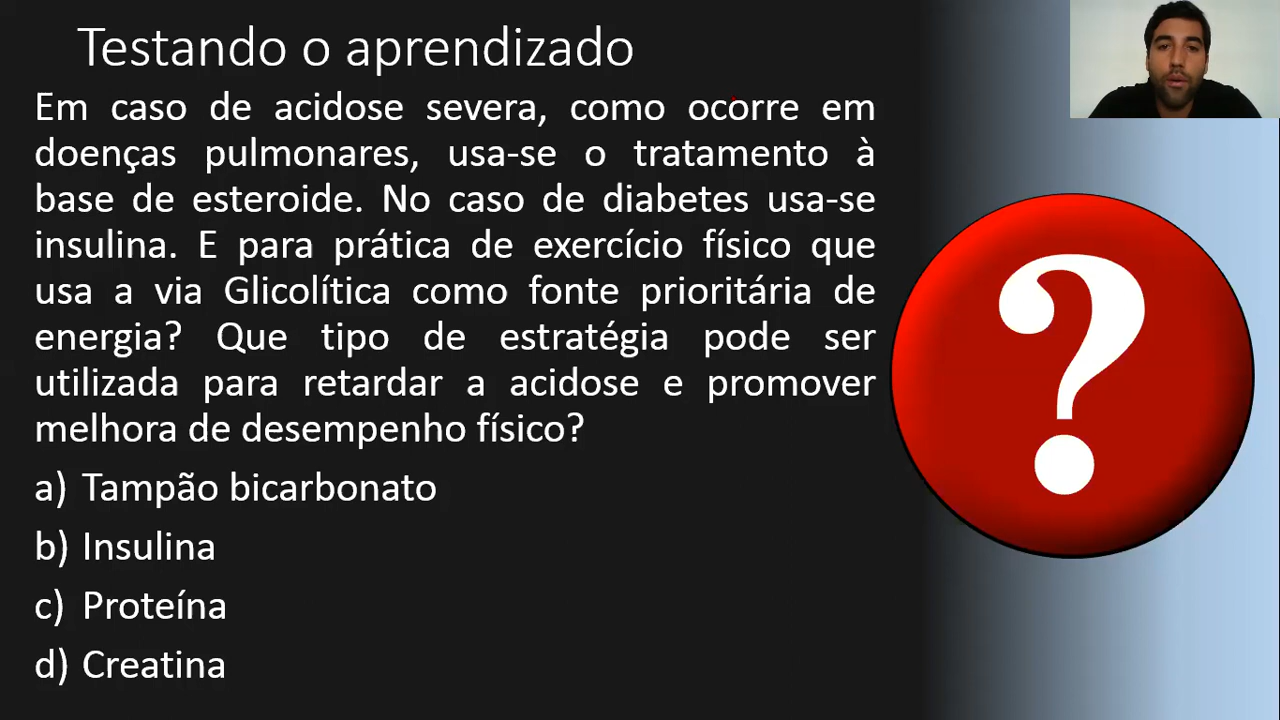 Testando o aprendizado
Em caso de acidose severa, como ocorre em
doenças pulmonares, usa-se o tratamento à
base de esteroide. No caso de diabetes usa-se
insulina. E para prática de exercício físico que
usa a via Glicolítica como fonte prioritária de
energia? Que tipo de estratégia pode ser
utilizada para retardar a acidose e promover
melhora de desempenho físico?
a) Tampão bicarbonato
b) Insulina
c) Proteína
d) Creatina
?